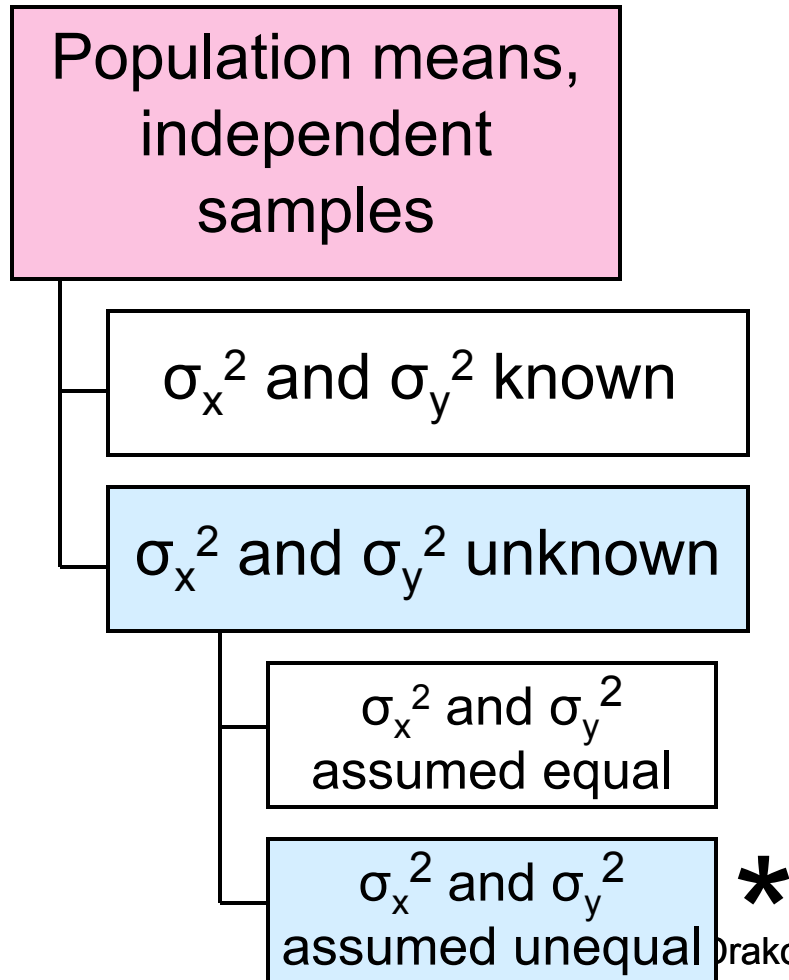 Population means,
independent
samples
σx² and σy² known
σx² and σy² unknown
σx² and σy²
assumed equal
σx² and σy²
assumed unequal
*